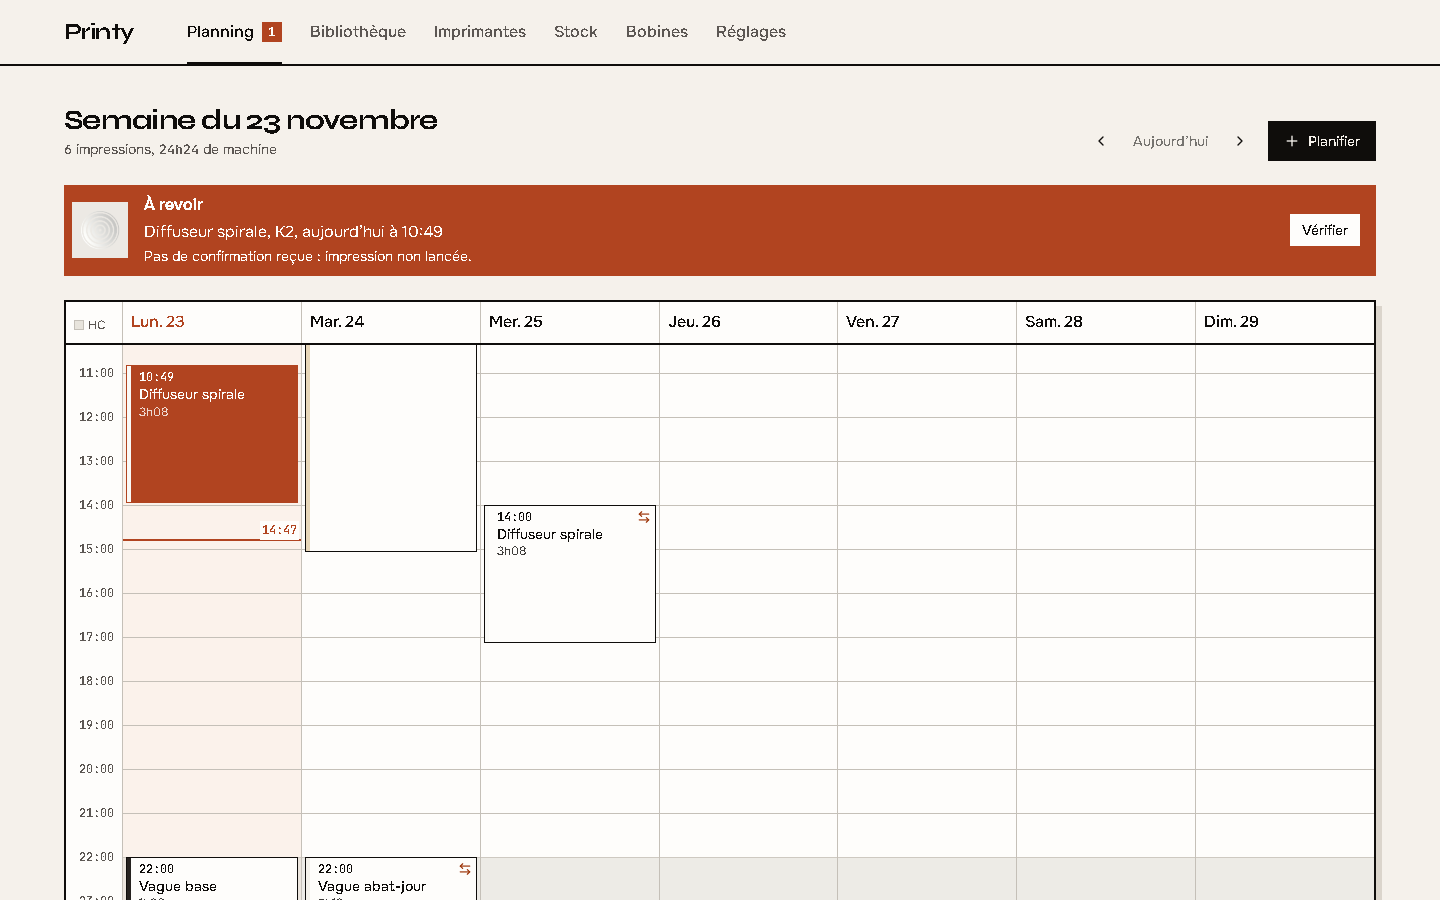 Printy
Planning 1
Bibliothèque
Imprimantes
Stock
Bobines
Réglages
Semaine du 23 novembre
6 impressions, 24h24 de machine
Aujourd'hui
Planifier
À revoir
Diffuseur spirale, K2, aujourd'hui à 10:49
Pas de confirmation reçue : impression non lancée.
Vérifier
HC
Lun. 23
Mar. 24
Mer. 25
Jeu. 26
Ven. 27
Sam. 28
Dim. 29
11:00
12:00
13:00
14:00
15:00
16:00
17:00
18:00
19:00
20:00
21:00
22:00
10:49
Diffuseur spirale
3h08
14:47
22:00
Vague base
22:00
Vague abat-jour
14:00
Diffuseur spirale
3h08